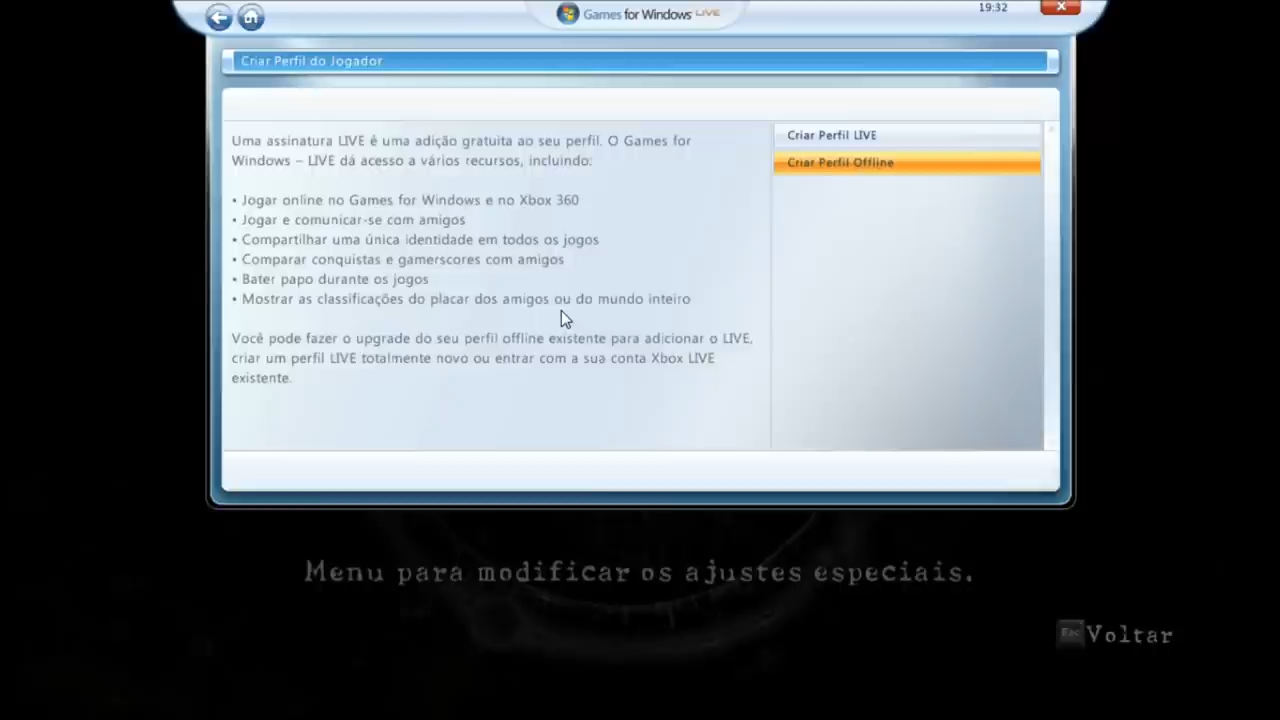 Games for Windows LIVE
19:32
Criar Perfil do Jogador
Uma assinatura LIVE é uma adição gratuita ao seu perfil. O Games for
Windows – LIVE dá acesso a vários recursos, incluindo:
• Jogar online no Games for Windows e no Xbox 360
• Jogar e comunicar-se com amigos
• Compartilhar uma única identidade em todos os jogos
• Comparar conquistas e gamerscores com amigos
• Bater papo durante os jogos
• Mostrar as classificações do placar dos amigos ou do mundo inteiro
Você pode fazer o upgrade do seu perfil offline existente para adicionar o LIVE,
criar um perfil LIVE totalmente novo ou entrar com a sua conta Xbox LIVE
existente.
Criar Perfil LIVE
Criar Perfil Offline
Menu para modificar os ajustes especiais.
Esc Voltar